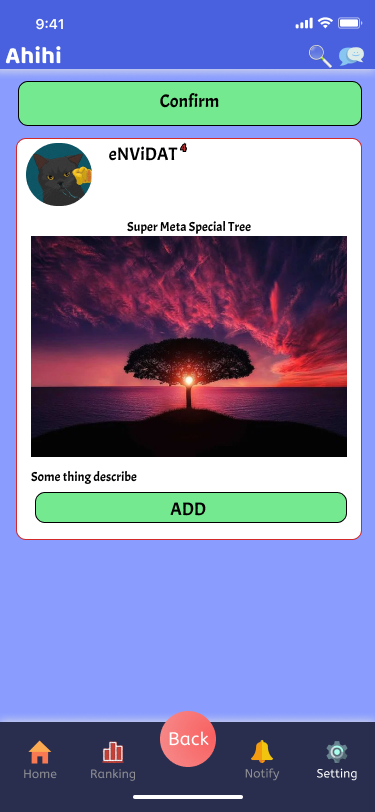 9:41
Ahihi
Confirm
eNViDAT 4
Super Meta Special Tree
Some thing describe
ADD
Back
Home
Ranking
Notify
Setting